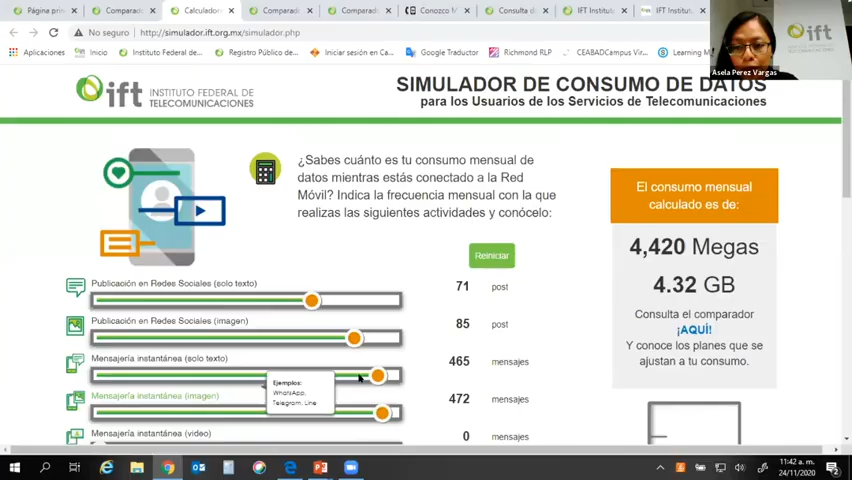 Página prin
Comparado
Calculador
Comparad
Comparad
Conozco M
Consulta de
IFT Institut
IFT Institut
No seguro
http://simulador.ift.org.mx/simulador.php
Aplicaciones
Inicio
Instituto Federal de...
Registro Público de...
Iniciar sesión en Ca...
Google Traductor
Richmond RLP
CEABADCampus Vir...
Learning M
ift
Asela Perez Vargas
ift INSTITUTO FEDERAL DE
TELECOMUNICACIONES
SIMULADOR DE CONSUMO DE DATOS
para los Usuarios de los Servicios de Telecomunicaciones
¿Sabes cuánto es tu consumo mensual de
datos mientras estás conectado a la Red
Móvil? Indica la frecuencia mensual con la que
realizas las siguientes actividades y conócelo:
El consumo mensual
calculado es de:
4,420 Megas
4.32 GB
Consulta el comparador
¡AQUÍ!
Y conoce los planes que se
ajustan a tu consumo.
Reiniciar
Publicación en Redes Sociales (solo texto)
71 post
Publicación en Redes Sociales (imagen)
85 post
Mensajería instantánea (solo texto)
465 mensajes
Ejemplos:
WhatsApp,
Telegram, Line
Mensajería instantánea (imagen)
472 mensajes
Mensajería instantánea (video)
0 mensajes
11:42 a. m.
24/11/2020
2